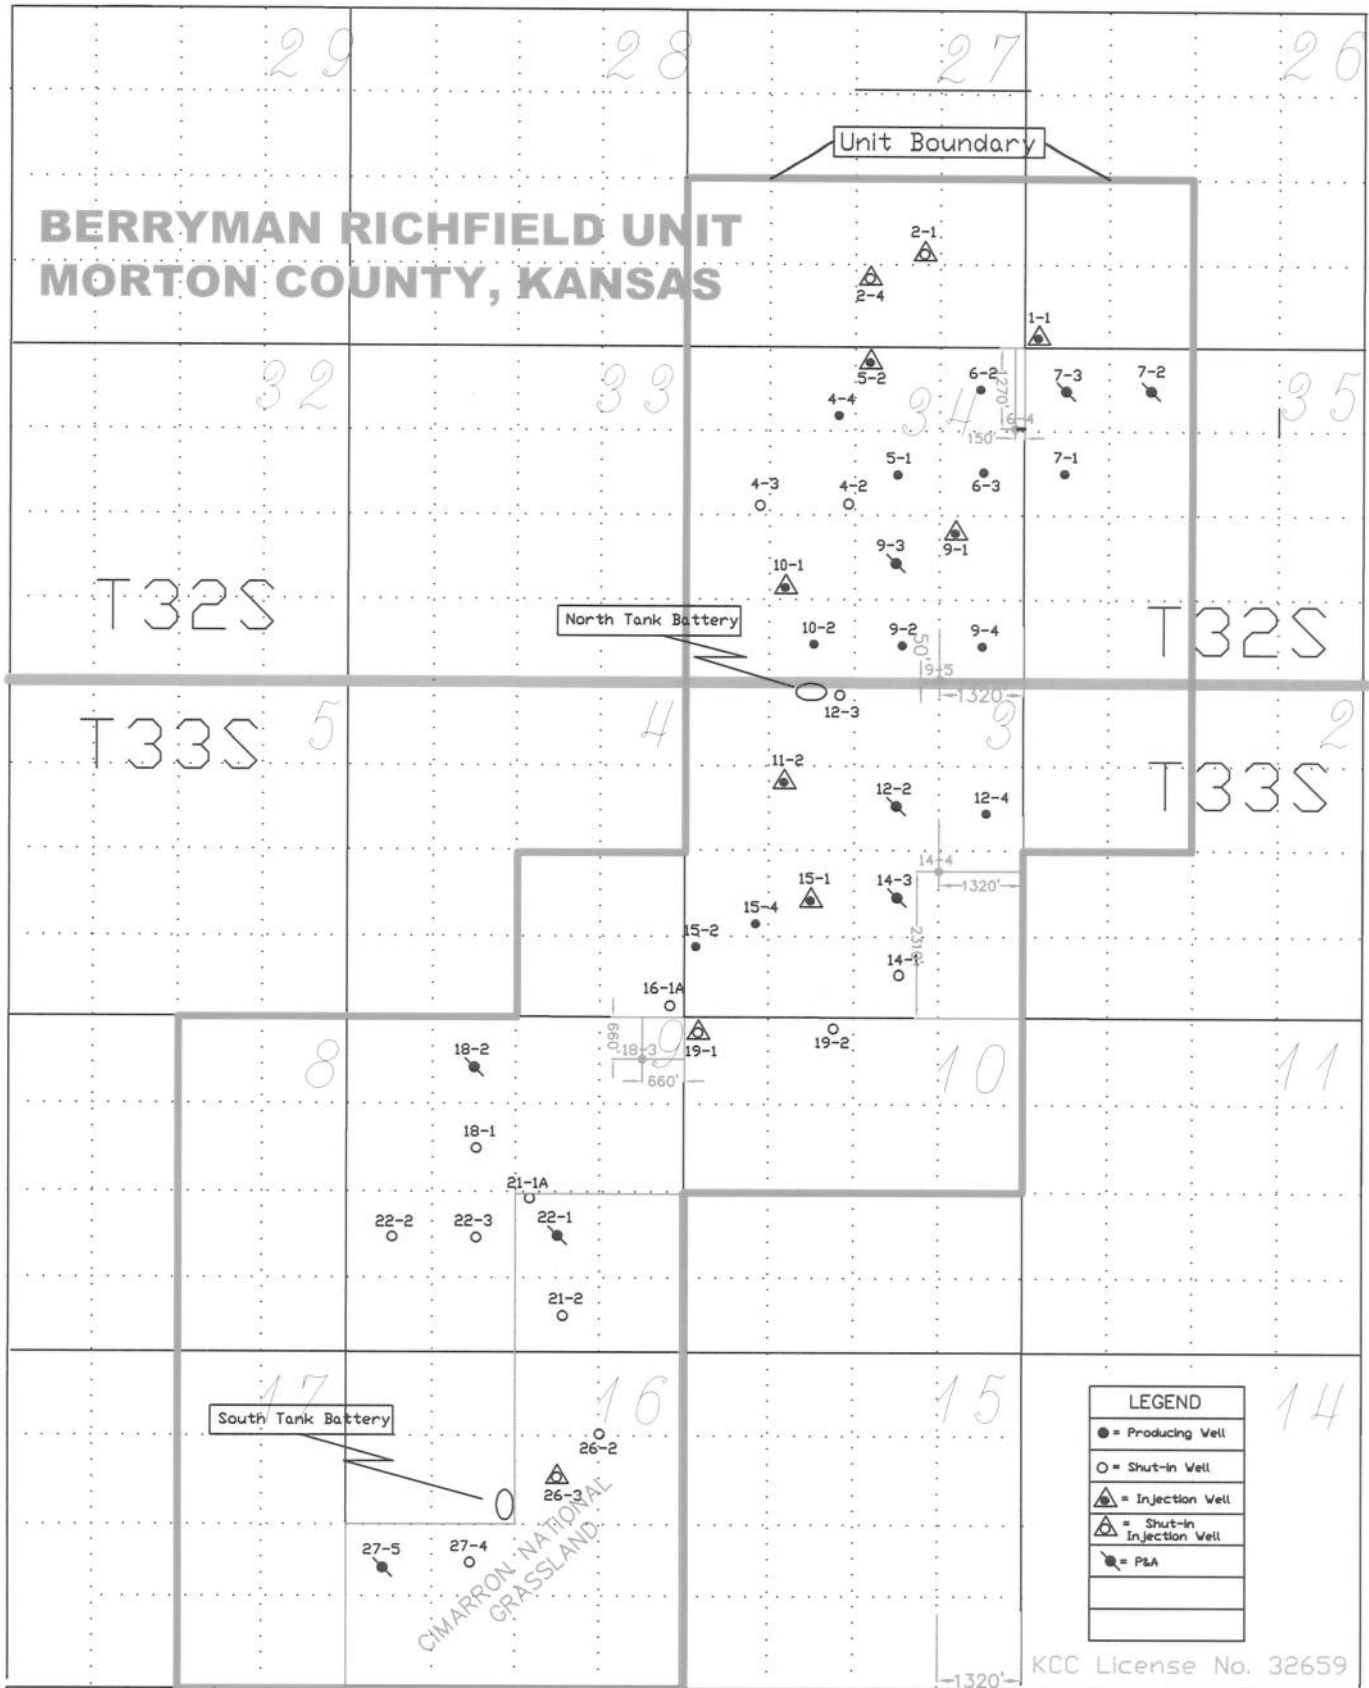 29 28 27 26
Unit Boundary
BERRYMAN RICHFIELD UNIT
MORTON COUNTY, KANSAS
2-1
2-4
1-1
32 33 34 35
5-2
6-2
7-3
7-2
4-4
1270'
6-4
150'
5-1
6-3
7-1
4-3
4-2
9-3
9-1
10-1
T32S
T32S
North Tank Battery
10-2
9-2
9-4
50'
9-5
1320'
12-3
T33S
5 4 3 2
T33S
11-2
12-2
12-4
14-4
1320'
15-1
14-3
15-4
15-2
2310'
14-1
16-1A
660'
18-3
660'
19-1
19-2
8 9 10 11
18-2
18-1
21-1A
22-2
22-3
22-1
21-2
17 16 15 14
South Tank Battery
26-2
26-3
27-5
27-4
CIMARRON NATIONAL
GRASSLAND
LEGEND
= Producing Well
= Shut-in Well
= Injection Well
= Shut-in
Injection Well
= P&A
1320'
KCC License No. 32659